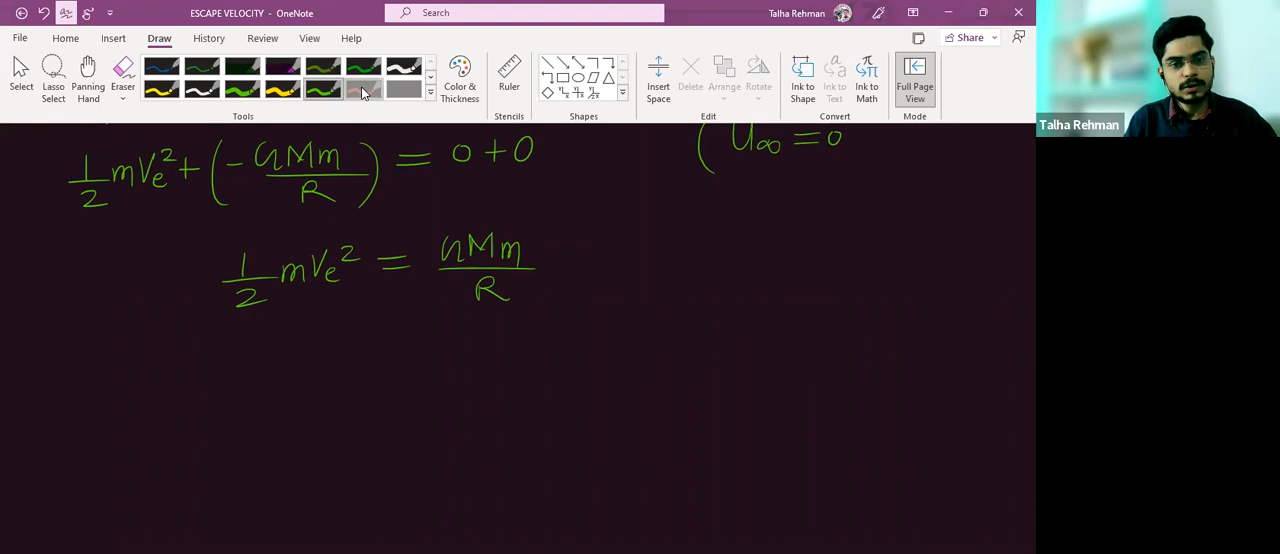 ESCAPE VELOCITY - OneNote
Search
Talha Rehman
File Home Insert Draw History Review View Help
Share
Select
Lasso Select
Panning Hand
Eraser
Color & Thickness
Ruler
Insert Space
Delete
Arrange
Rotate
Ink to Shape
Ink to Text
Ink to Math
Full Page View
Tools Stencils Shapes Edit Convert Mode
Talha Rehman
1/2 mVe² + (- GMm/R) = 0 + 0
( U∞ = 0
1/2 mVe² = GMm/R